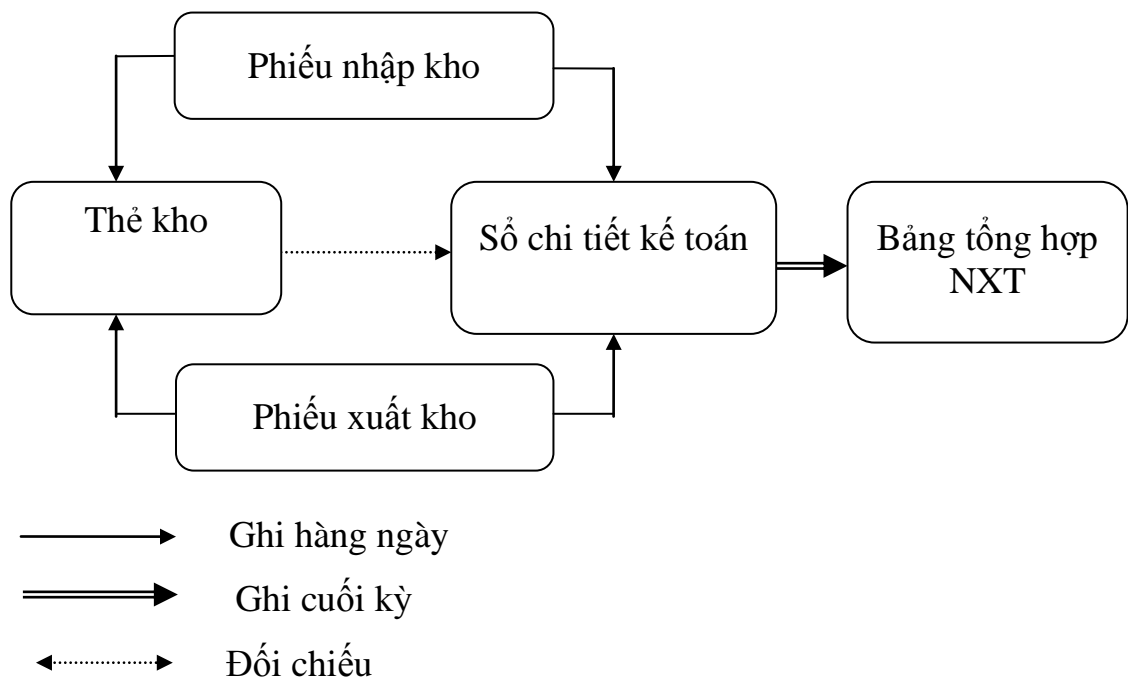 Phiếu nhập kho
Thẻ kho
Sổ chi tiết kế toán
Bảng tổng hợp
NXT
Phiếu xuất kho
Ghi hàng ngày
Ghi cuối kỳ
Đối chiếu